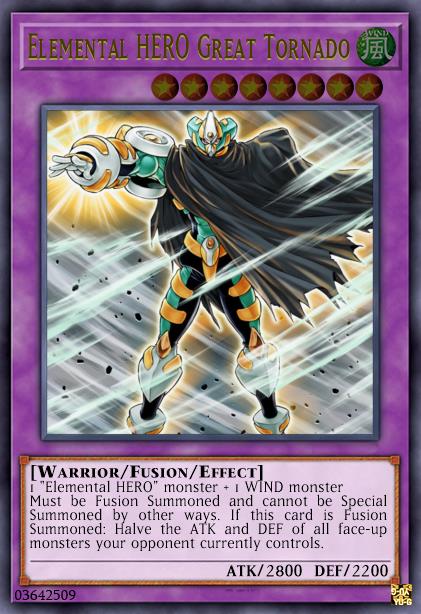 ELEMENTAL HERO GREAT TORNADO
WIND
風
[WARRIOR/FUSION/EFFECT]
1 "Elemental HERO" monster + 1 WIND monster
Must be Fusion Summoned and cannot be Special
Summoned by other ways. If this card is Fusion
Summoned: Halve the ATK and DEF of all face-up
monsters your opponent currently controls.
ATK/2800 DEF/2200
03642509